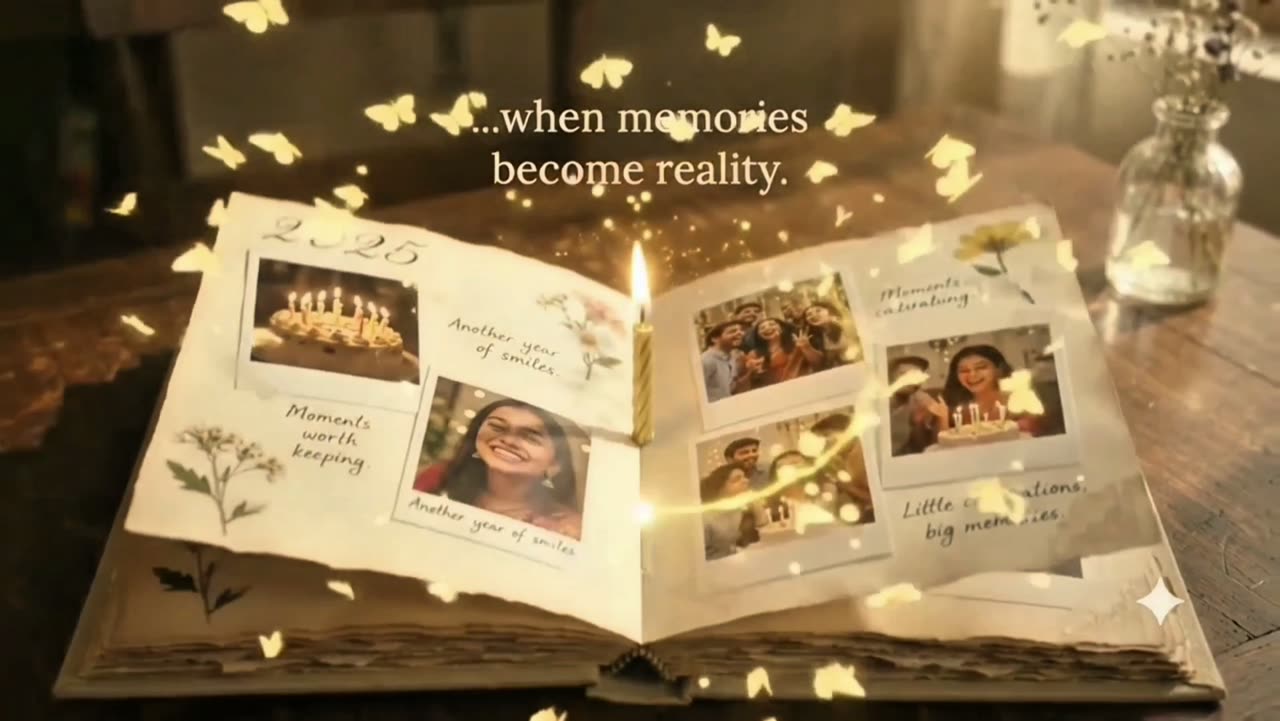 ...when memories
become reality.
2025
Another year
of smiles.
Moments
worth
keeping.
Another year of smiles
Moments
Little
big memories.